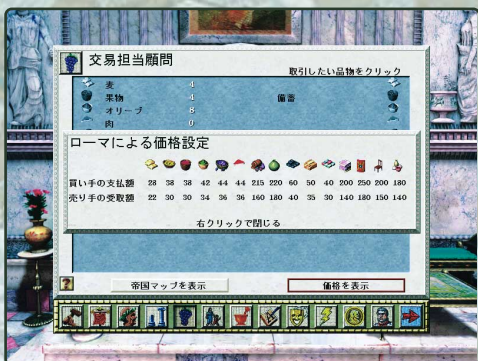 交易担当顧問
取引したい品物をクリック
麦 4
果物 4 備蓄
オリーブ 8
肉 0
ローマによる価格設定
買い手の支払額 28 38 38 42 44 44 215 220 60 50 40 200 250 200 180
売り手の受取額 22 30 30 34 36 36 160 180 40 35 30 140 180 150 140
右クリックで閉じる
帝国マップを表示 価格を表示